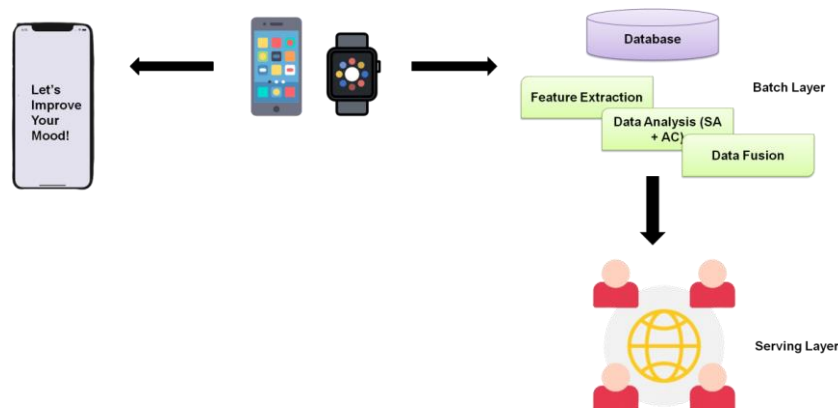 Let's
Improve
Your
Mood!
Database
Batch Layer
Feature Extraction
Data Analysis (SA
+ AC)
Data Fusion
Serving Layer